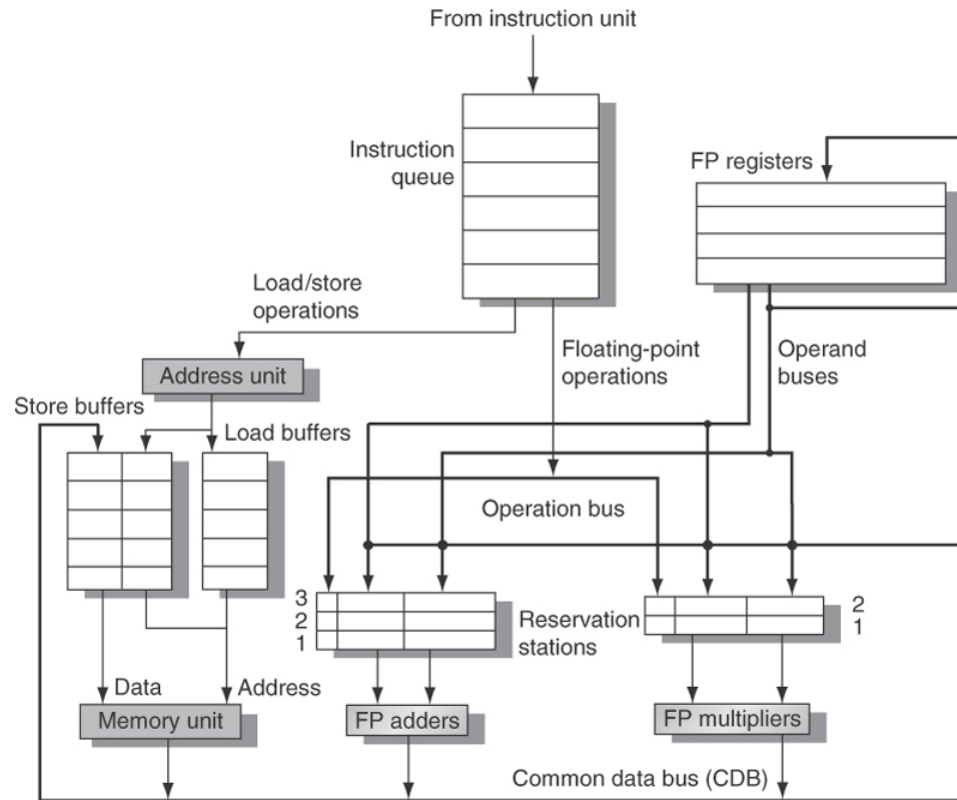 From instruction unit
Instruction
queue
FP registers
Load/store
operations
Floating-point
operations
Operand
buses
Address unit
Store buffers
Load buffers
Operation bus
3
2
1
Reservation
stations
2
1
Data
Address
Memory unit
FP adders
FP multipliers
Common data bus (CDB)